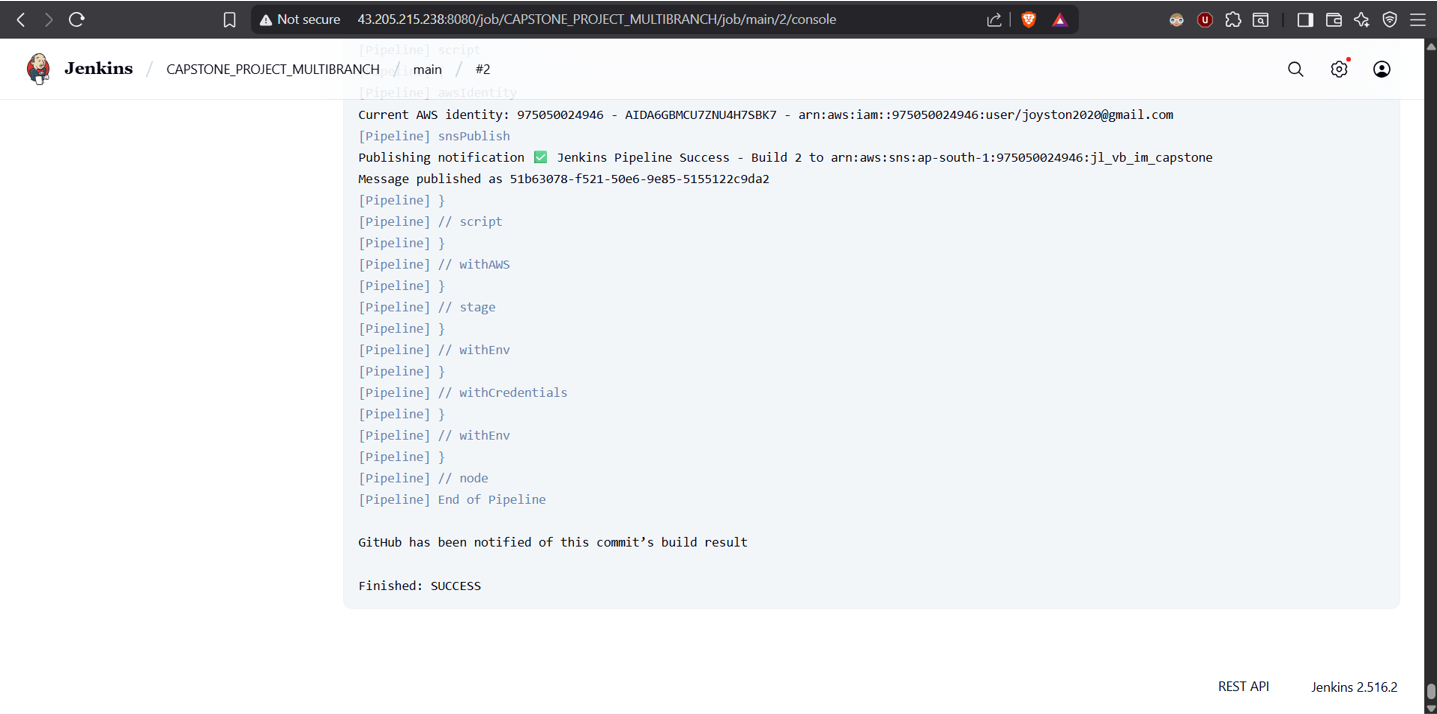 Not secure 43.205.215.238:8080/job/CAPSTONE_PROJECT_MULTIBRANCH/job/main/2/console
[Pipeline] script
Jenkins / CAPSTONE_PROJECT_MULTIBRANCH / main / #2
[Pipeline] awsIdentity
Current AWS identity: 975050024946 - AIDA6GBMCU7ZNU4H7SBK7 - arn:aws:iam::975050024946:user/joyston2020@gmail.com
[Pipeline] snsPublish
Publishing notification ✅ Jenkins Pipeline Success - Build 2 to arn:aws:sns:ap-south-1:975050024946:jl_vb_im_capstone
Message published as 51b63078-f521-50e6-9e85-5155122c9da2
[Pipeline] }
[Pipeline] // script
[Pipeline] }
[Pipeline] // withAWS
[Pipeline] }
[Pipeline] // stage
[Pipeline] }
[Pipeline] // withEnv
[Pipeline] }
[Pipeline] // withCredentials
[Pipeline] }
[Pipeline] // withEnv
[Pipeline] }
[Pipeline] // node
[Pipeline] End of Pipeline
GitHub has been notified of this commit’s build result
Finished: SUCCESS
REST API Jenkins 2.516.2